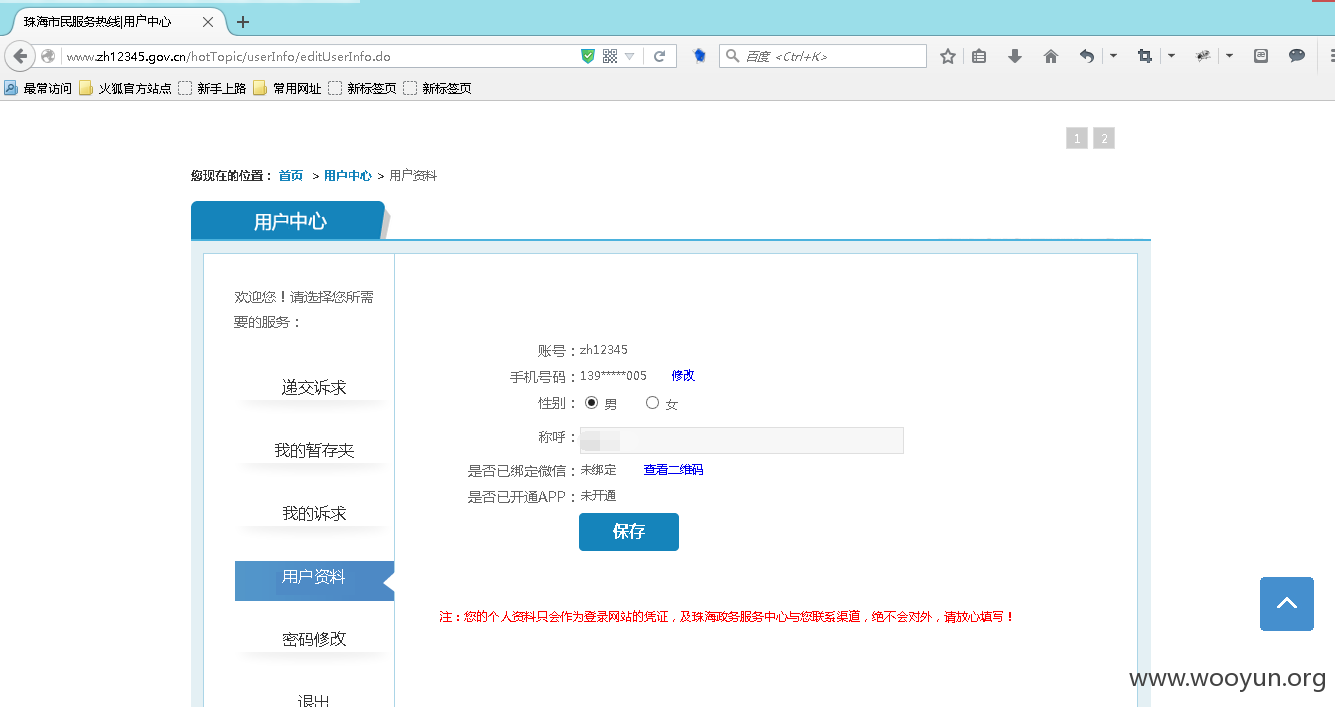 珠海市民服务热线|用户中心
www.zh12345.gov.cn/hotTopic/userInfo/editUserInfo.do
百度 <Ctrl+K>
最常访问 火狐官方站点 新手上路 常用网址 新标签页 新标签页
1 2
您现在的位置： 首页 > 用户中心 > 用户资料
用户中心
欢迎您！请选择您所需
要的服务：
递交诉求
我的暂存夹
我的诉求
用户资料
密码修改
退出
账号：zh12345
手机号码：139*****005 修改
性别： 男 女
称呼：
是否已绑定微信：未绑定 查看二维码
是否已开通APP：未开通
保存
注：您的个人资料只会作为登录网站的凭证，及珠海政务服务中心与您联系渠道，绝不会对外，请放心填写！
www.wooyun.org